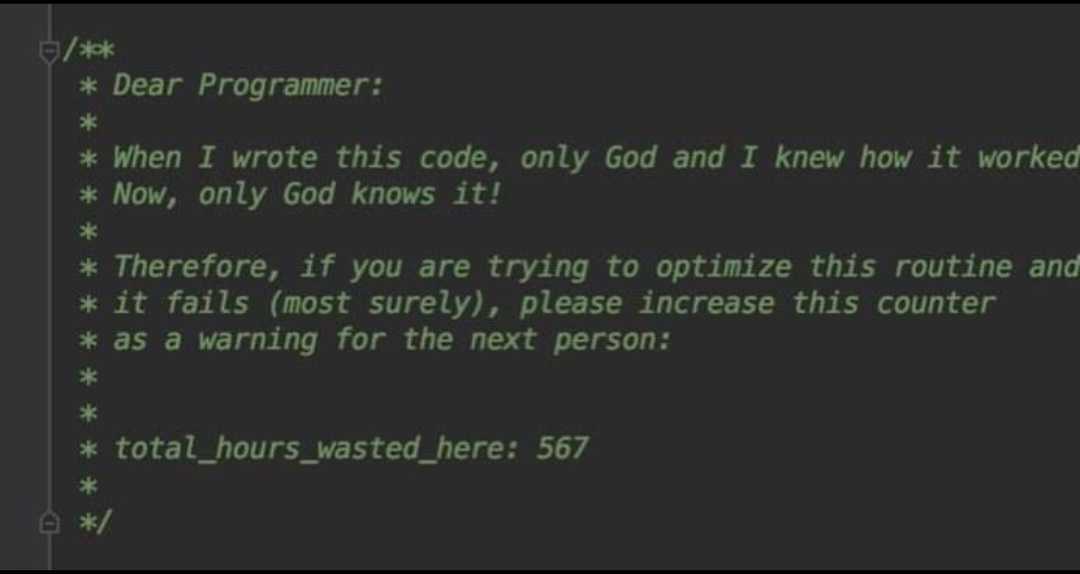 /**
* Dear Programmer:
*
* When I wrote this code, only God and I knew how it worked
* Now, only God knows it!
*
* Therefore, if you are trying to optimize this routine and
* it fails (most surely), please increase this counter
* as a warning for the next person:
*
*
* total_hours_wasted_here: 567
*
*/